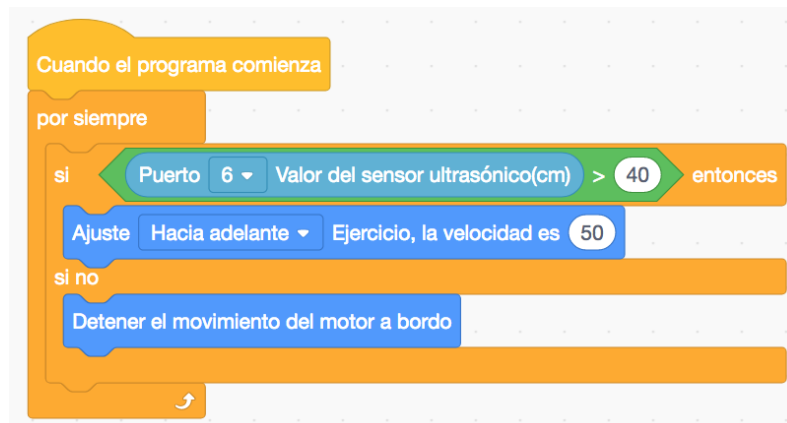 Cuando el programa comienza
por siempre
si Puerto 6 Valor del sensor ultrasónico(cm) > 40 entonces
Ajuste Hacia adelante Ejercicio, la velocidad es 50
si no
Detener el movimiento del motor a bordo